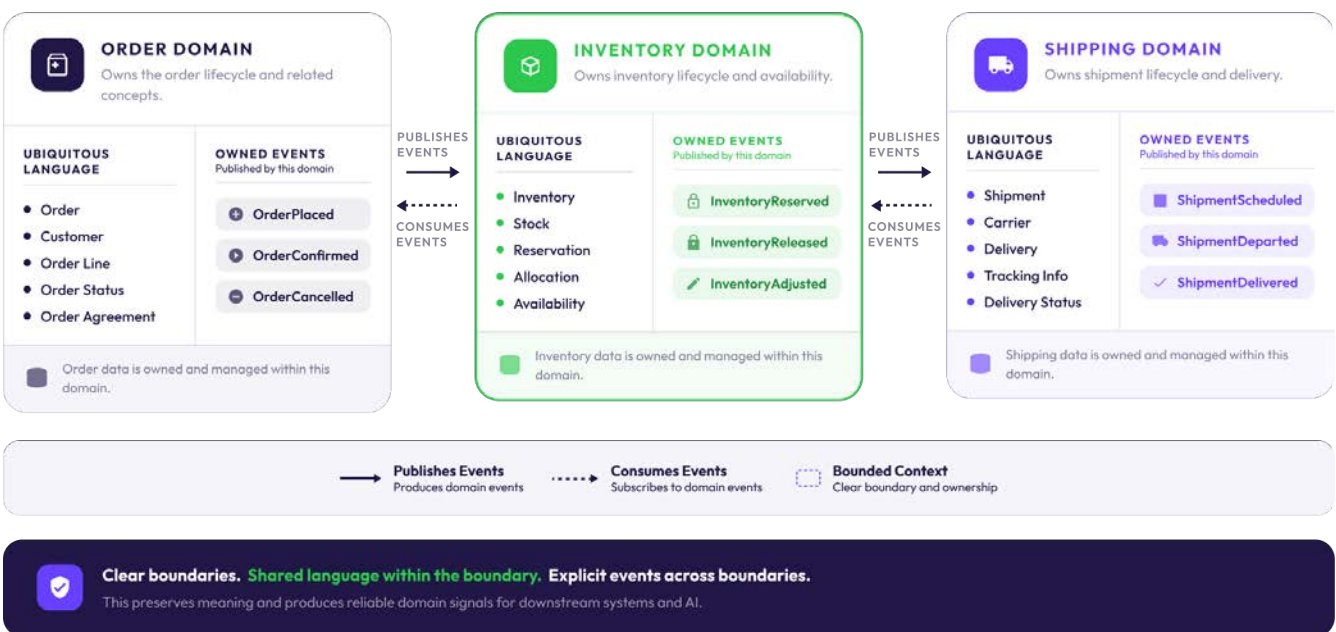 ORDER DOMAIN
Owns the order lifecycle and related
concepts.
UBIQUITOUS
LANGUAGE
Order
Customer
Order Line
Order Status
Order Agreement
OWNED EVENTS
Published by this domain
OrderPlaced
OrderConfirmed
OrderCancelled
Order data is owned and managed within this
domain.
PUBLISHES
EVENTS
CONSUMES
EVENTS
INVENTORY DOMAIN
Owns inventory lifecycle and availability.
UBIQUITOUS
LANGUAGE
Inventory
Stock
Reservation
Allocation
Availability
OWNED EVENTS
Published by this domain
InventoryReserved
InventoryReleased
InventoryAdjusted
Inventory data is owned and managed within this
domain.
PUBLISHES
EVENTS
CONSUMES
EVENTS
SHIPPING DOMAIN
Owns shipment lifecycle and delivery.
UBIQUITOUS
LANGUAGE
Shipment
Carrier
Delivery
Tracking Info
Delivery Status
OWNED EVENTS
Published by this domain
ShipmentScheduled
ShipmentDeparted
ShipmentDelivered
Shipping data is owned and managed within this
domain.
Publishes Events
Produces domain events
Consumes Events
Subscribes to domain events
Bounded Context
Clear boundary and ownership
Clear boundaries. Shared language within the boundary. Explicit events across boundaries.
This preserves meaning and produces reliable domain signals for downstream systems and AI.